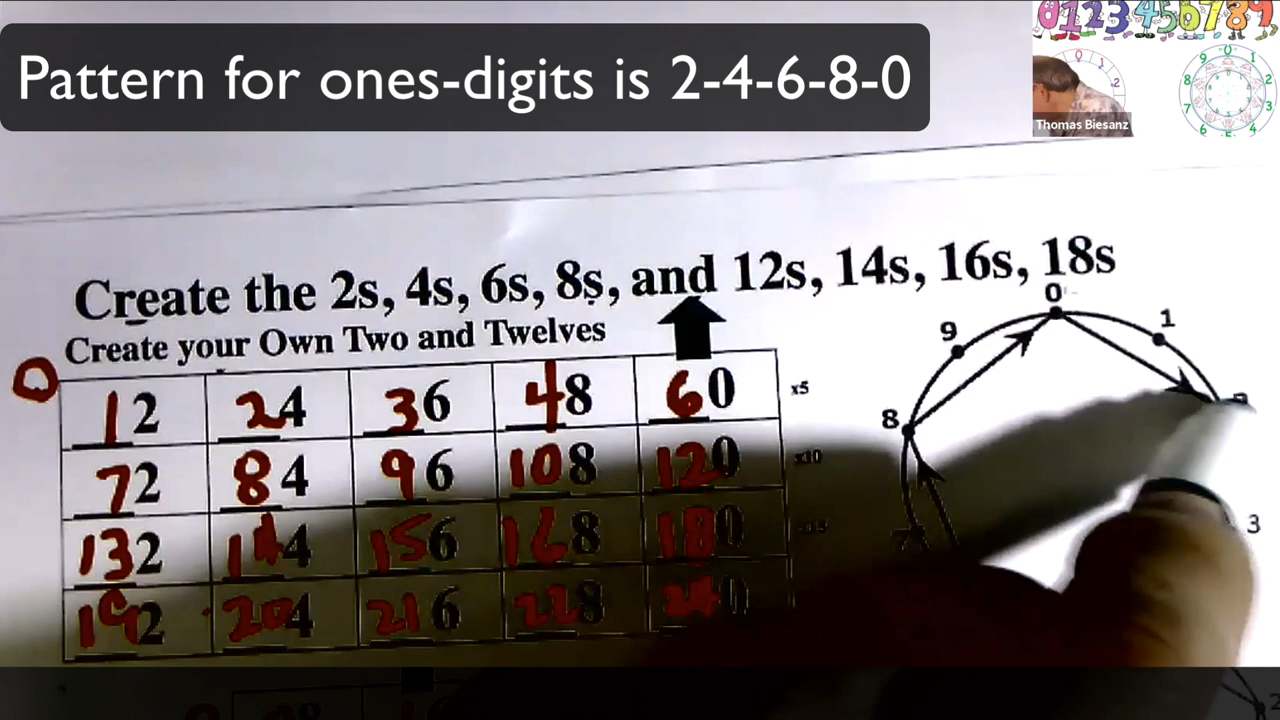 Pattern for ones-digits is 2-4-6-8-0
0123456789
Thomas Biesanz
Create the 2s, 4s, 6s, 8s, and 12s, 14s, 16s, 18s
Create your Own Two and Twelves
0
12 24 36 48 60 x5
72 84 96 108 120 x10
132 144 156 168 180
192 204 216 228 240
0
1
9
8
3
7